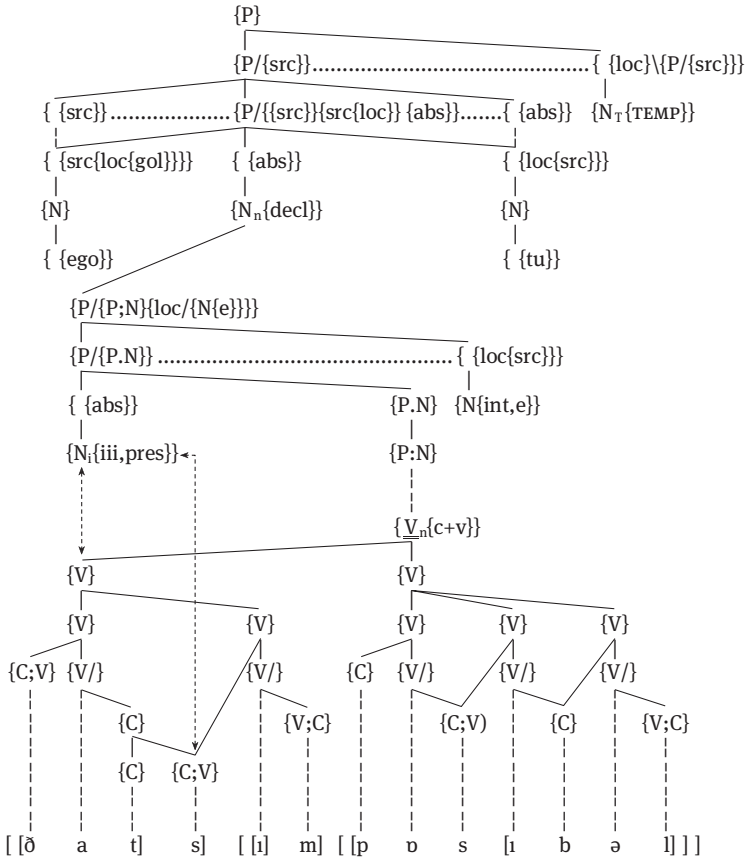 {P}
{P/{src}}............................................... { {loc}\{P/{src}}}
{ {src}}.....................{P/{{src}}{src{loc}} {abs}}.......{ {abs}} {N_T{TEMP}}
{ {src{loc{gol}}}} { {abs}} { {loc{src}}}
{N} {N_n{decl}} {N}
{ {ego}} { {tu}}
{P/{P;N}{loc/{N{e}}}}
{P/{P.N}} .................................................. { {loc{src}}}
{ {abs}} {P.N} {N{int,e}}
{N_i{iii,pres}} {P:N}
{ V_n{c+v}}
{V} {V}
{V} {V} {V} {V} {V}
{C;V} {V/} {V/} {C} {V/} {V/} {V/}
{C} {V;C} {C;V) {C} {V;C}
{C} {C;V}
[ [ð a t] s] [ [ɪ] m] [ [p ɒ s [ɪ b ə l] ] ]